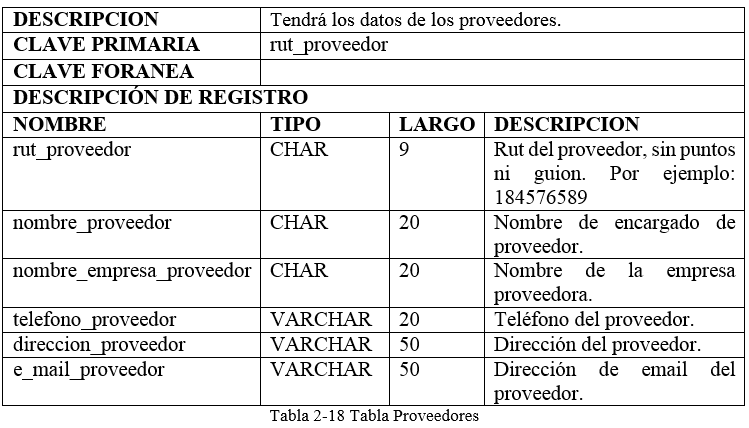 DESCRIPCION Tendrá los datos de los proveedores.
CLAVE PRIMARIA rut_proveedor
CLAVE FORANEA
DESCRIPCIÓN DE REGISTRO
NOMBRE TIPO LARGO DESCRIPCION
rut_proveedor CHAR 9 Rut del proveedor, sin puntos
ni guion. Por ejemplo:
184576589
nombre_proveedor CHAR 20 Nombre de encargado de
proveedor.
nombre_empresa_proveedor CHAR 20 Nombre de la empresa
proveedora.
telefono_proveedor VARCHAR 20 Teléfono del proveedor.
direccion_proveedor VARCHAR 50 Dirección del proveedor.
e_mail_proveedor VARCHAR 50 Dirección de email del
proveedor.
Tabla 2-18 Tabla Proveedores